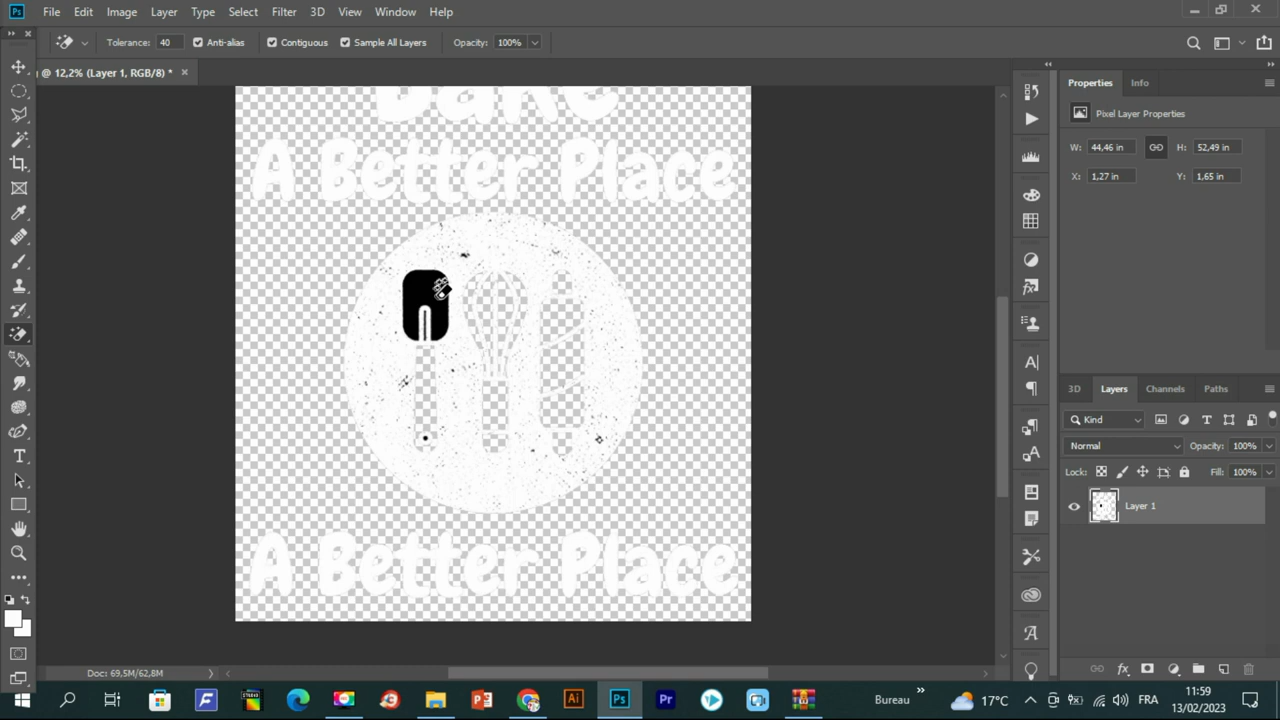 Ps File Edit Image Layer Type Select Filter 3D View Window Help
Tolerance: 40 Anti-alias Contiguous Sample All Layers Opacity: 100%
@ 12,2% (Layer 1, RGB/8) *
Bake
A Better Place
A Better Place
Properties Info
Pixel Layer Properties
W: 44,46 in H: 52,49 in
X: 1,27 in Y: 1,65 in
3D Layers Channels Paths
Kind
Normal Opacity: 100%
Lock: Fill: 100%
Layer 1
Doc: 69,5M/62,8M
Bureau
17°C
FRA
11:59
13/02/2023